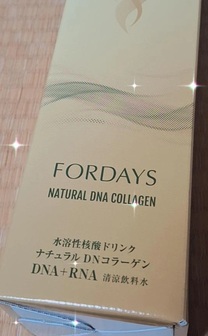 FORDAYS
NATURAL DNA COLLAGEN
水溶性核酸ドリンク
ナチュラル DNコラーゲン
DNA+RNA 清涼飲料水